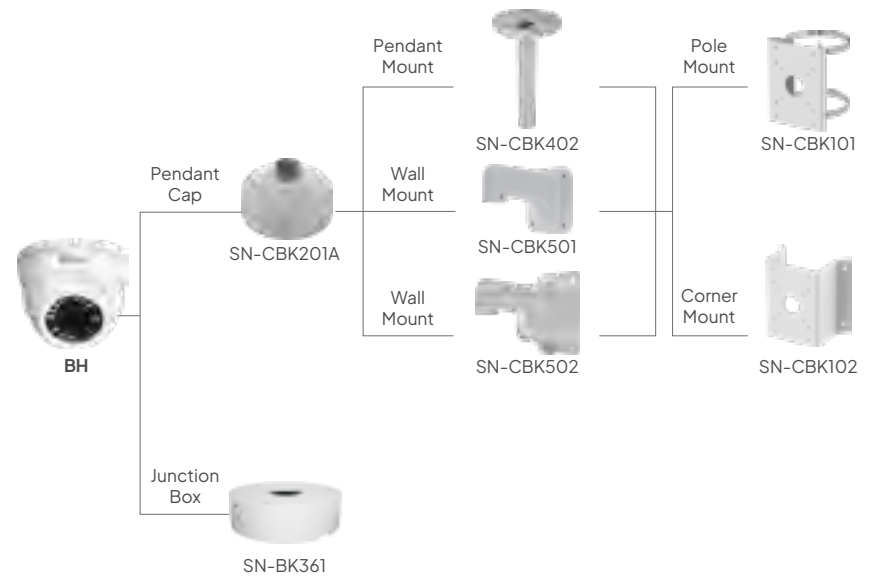 Pendant
Mount
SN-CBK402
Pole
Mount
SN-CBK101
Pendant
Cap
SN-CBK201A
Wall
Mount
SN-CBK501
BH
Wall
Mount
SN-CBK502
Corner
Mount
SN-CBK102
Junction
Box
SN-BK361